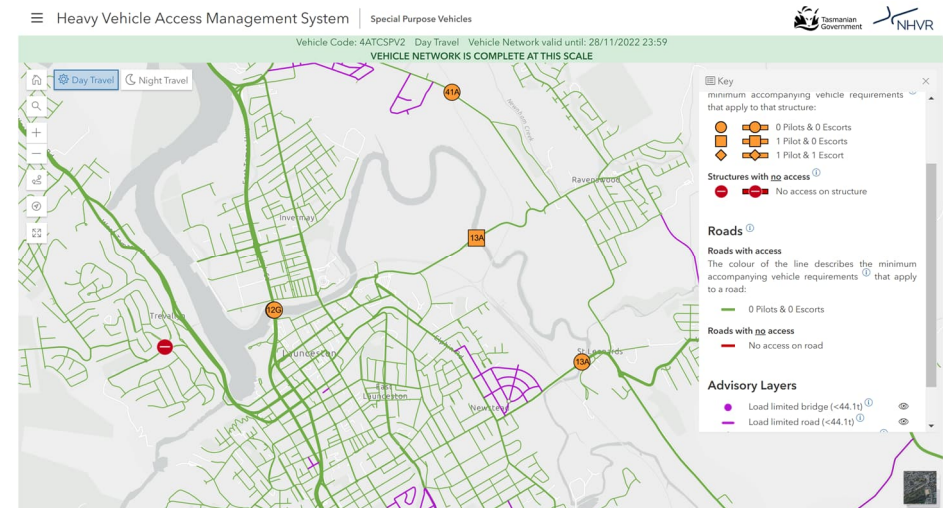 Heavy Vehicle Access Management System
Special Purpose Vehicles
Tasmanian
Government
NHVR
Vehicle Code: 4ATCSPV2 Day Travel Vehicle Network valid until: 28/11/2022 23:59
VEHICLE NETWORK IS COMPLETE AT THIS SCALE
Day Travel
Night Travel
41A
Ravenswood
Invermay
13A
12G
Trevallyn
Launceston
St Leonards
13A
East
Launceston
Newstead
Key
minimum accompanying vehicle requirements
that apply to that structure:
0 Pilots & 0 Escorts
1 Pilot & 0 Escorts
1 Pilot & 1 Escort
Structures with no access
No access on structure
Roads
Roads with access
The colour of the line describes the minimum
accompanying vehicle requirements that apply
to a road:
0 Pilots & 0 Escorts
Roads with no access
No access on road
Advisory Layers
Load limited bridge (<44.1t)
Load limited road (<44.1t)